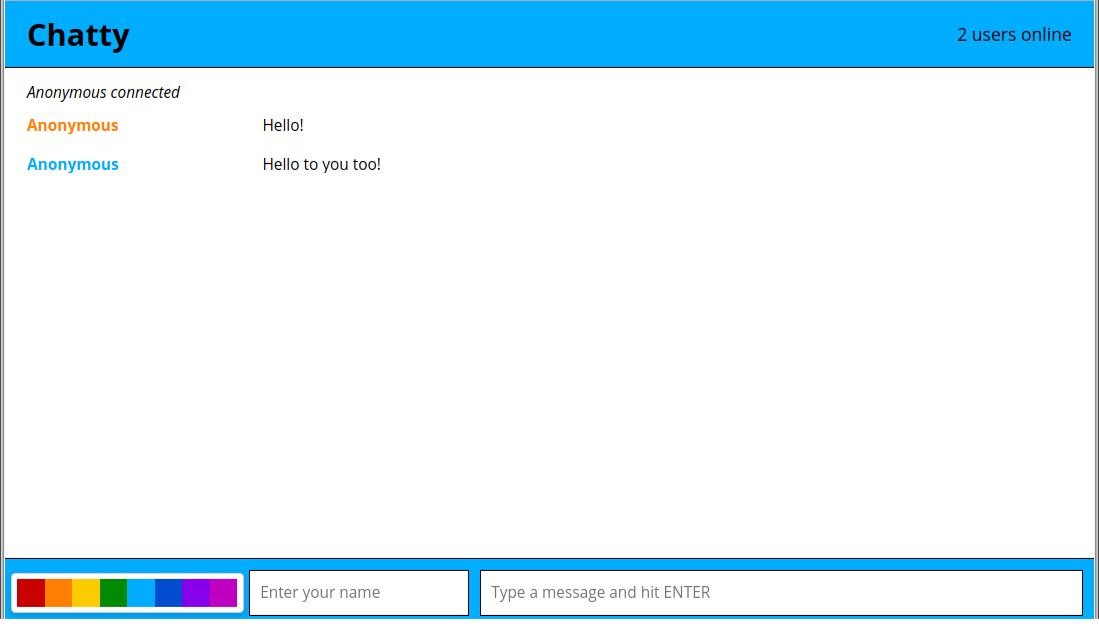 Chatty
2 users online
Anonymous connected
Anonymous Hello!
Anonymous Hello to you too!
Enter your name
Type a message and hit ENTER